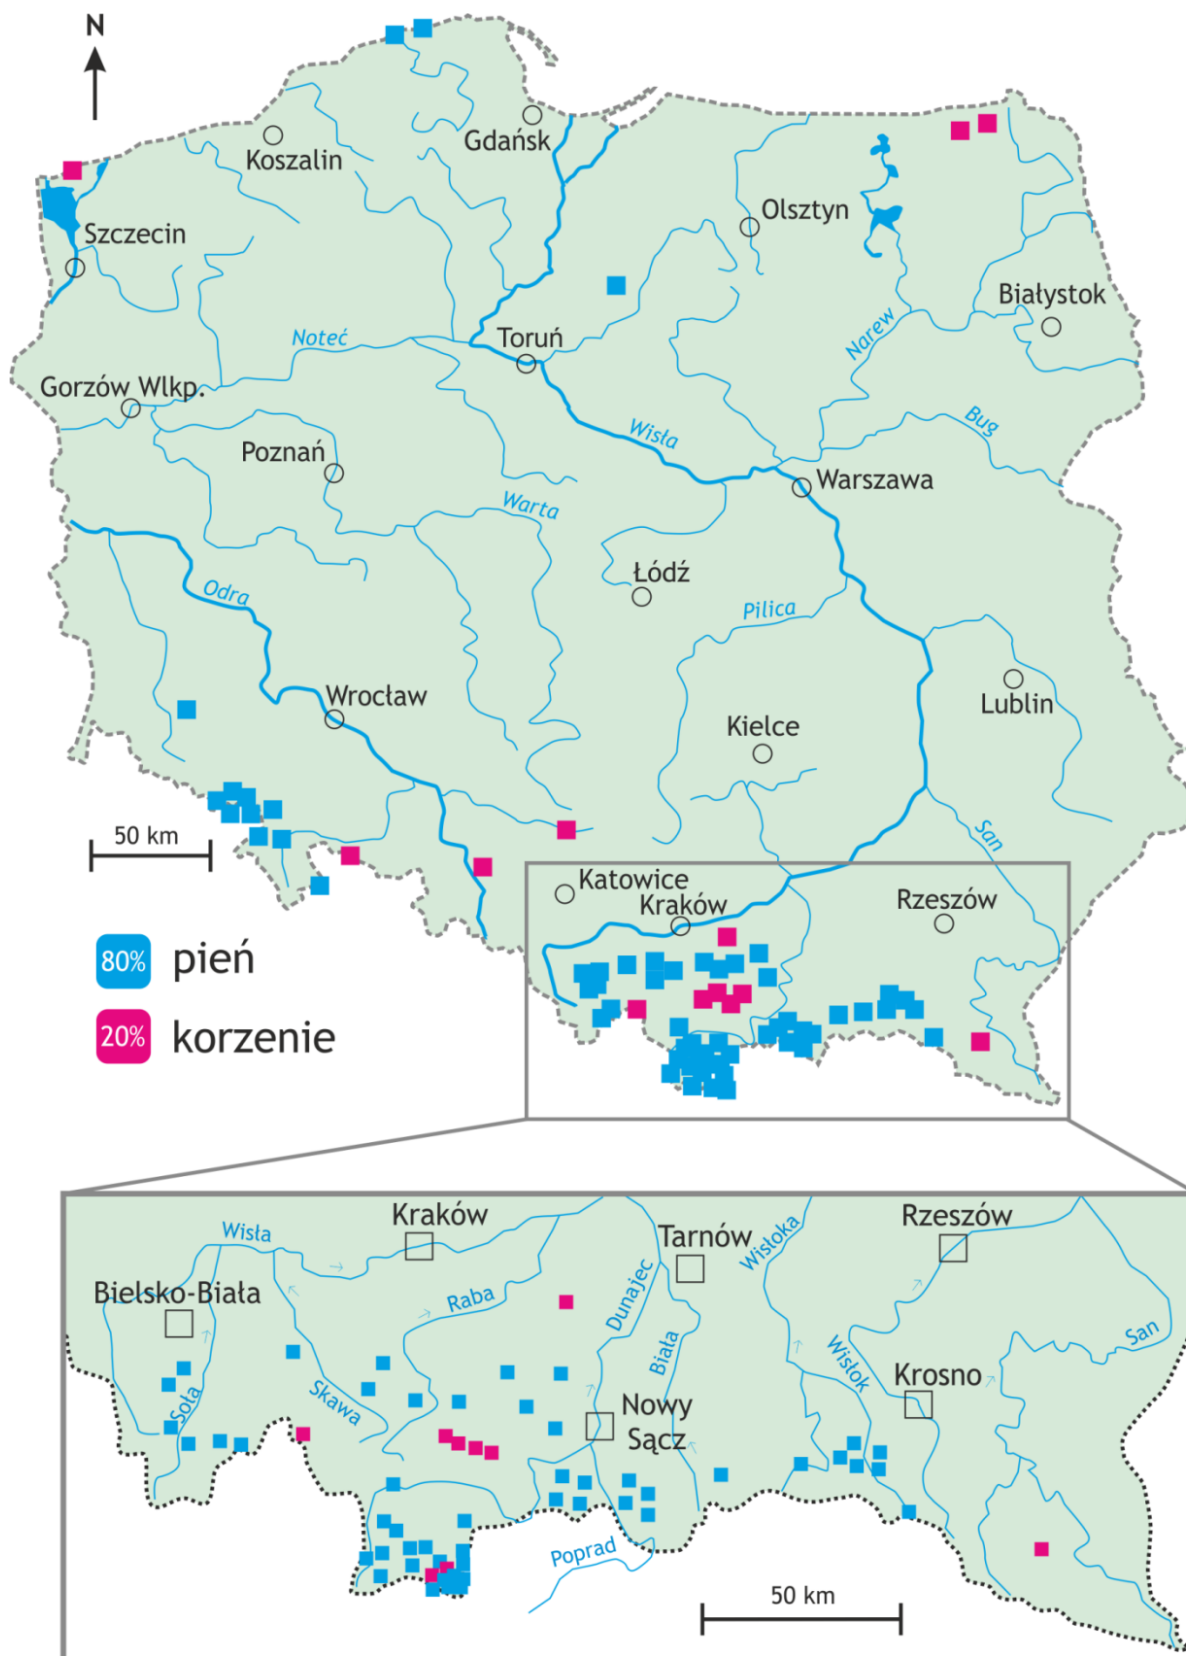 N
Gdańsk
Koszalin
Olsztyn
Szczecin
Białystok
Noteć
Toruń
Narew
Gorzów Wlkp.
Wisła
Bug
Poznań
Warszawa
Warta
Łódź
Odra
Pilica
Wrocław
Lublin
Kielce
50 km
San
Katowice
Kraków
Rzeszów
80% pień
20% korzenie
Wisła
Kraków
Tarnów
Wisłoka
Rzeszów
Bielsko-Biała
Raba
Dunajec
Biała
San
Soła
Skawa
Wisłok
Krosno
Nowy
Sącz
Poprad
50 km